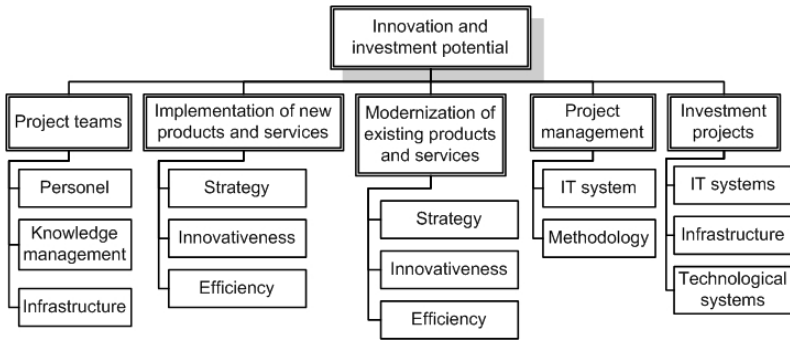 Innovation and
investment potential
Project teams
Implementation of new
products and services
Modernization of
existing products
and services
Project
management
Investment
projects
Personel
Knowledge
management
Infrastructure
Strategy
Innovativeness
Efficiency
Strategy
Innovativeness
Efficiency
IT system
Methodology
IT systems
Infrastructure
Technological
systems